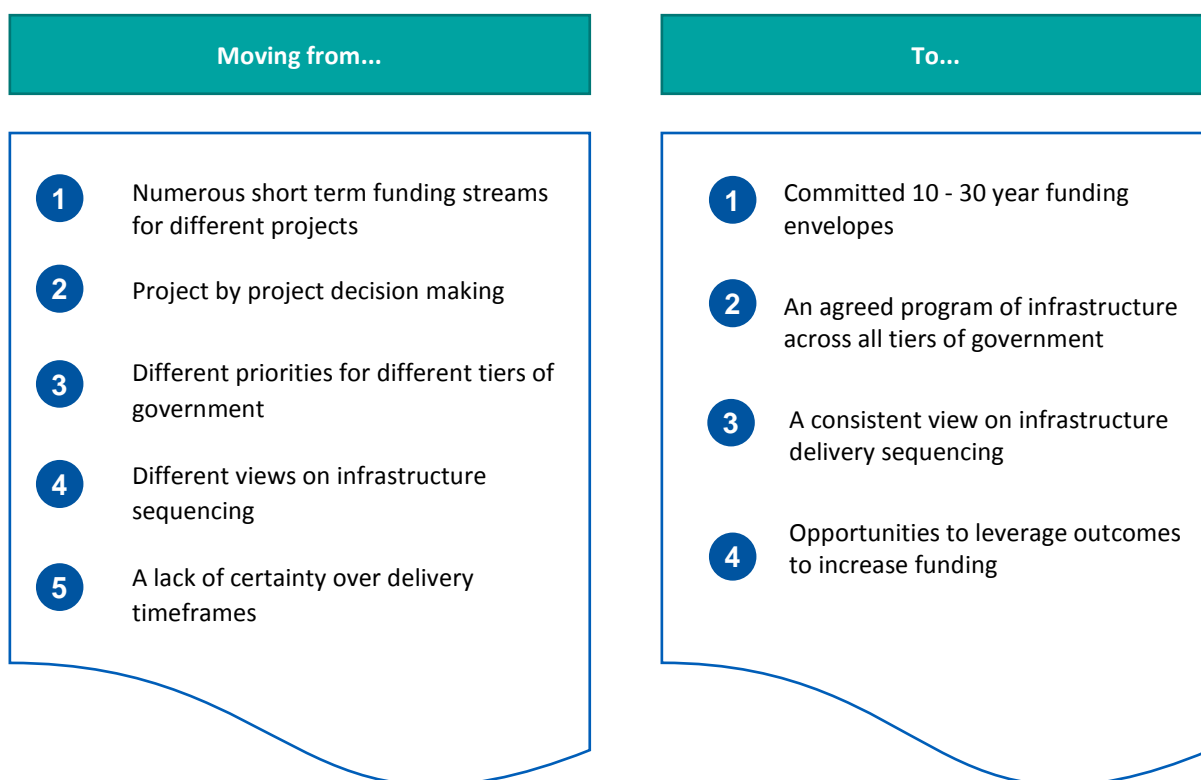 Moving from...
1 Numerous short term funding streams
for different projects
2 Project by project decision making
3 Different priorities for different tiers of
government
4 Different views on infrastructure
sequencing
5 A lack of certainty over delivery
timeframes
To...
1 Committed 10 - 30 year funding
envelopes
2 An agreed program of infrastructure
across all tiers of government
3 A consistent view on infrastructure
delivery sequencing
4 Opportunities to leverage outcomes
to increase funding